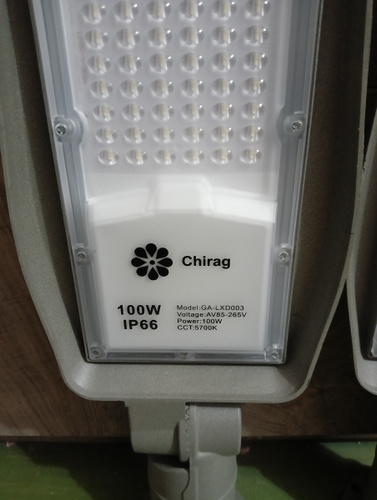 Chirag
100W
IP66
Model:GA-LXD003
Voltage:AV85-265V
Power:100W
CCT:5700K